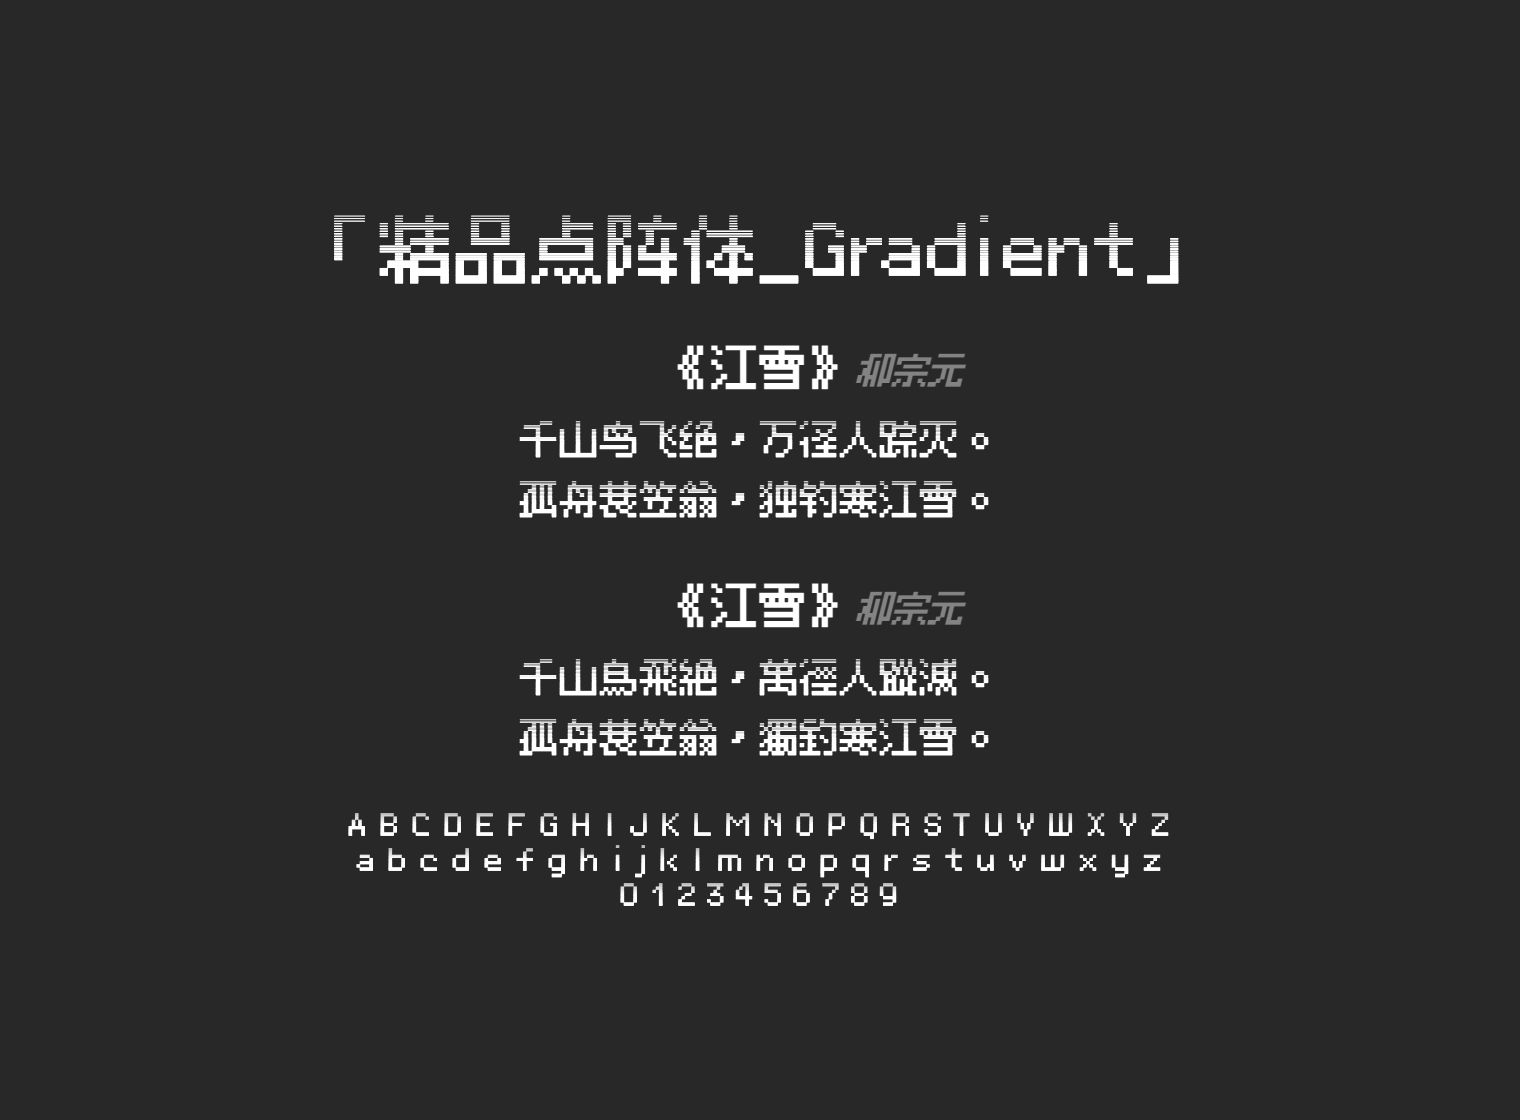 「精品点阵体_Gradient」
《江雪》柳宗元
千山鸟飞绝，万径人踪灭。
孤舟蓑笠翁，独钓寒江雪。
《江雪》柳宗元
千山鳥飛絕，萬徑人蹤滅。
孤舟蓑笠翁，獨釣寒江雪。
A B C D E F G H I J K L M N O P Q R S T U V W X Y Z
a b c d e f g h i j k l m n o p q r s t u v w x y z
0 1 2 3 4 5 6 7 8 9